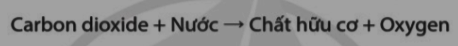 Carbon dioxide + Nước → Chất hữu cơ + Oxygen